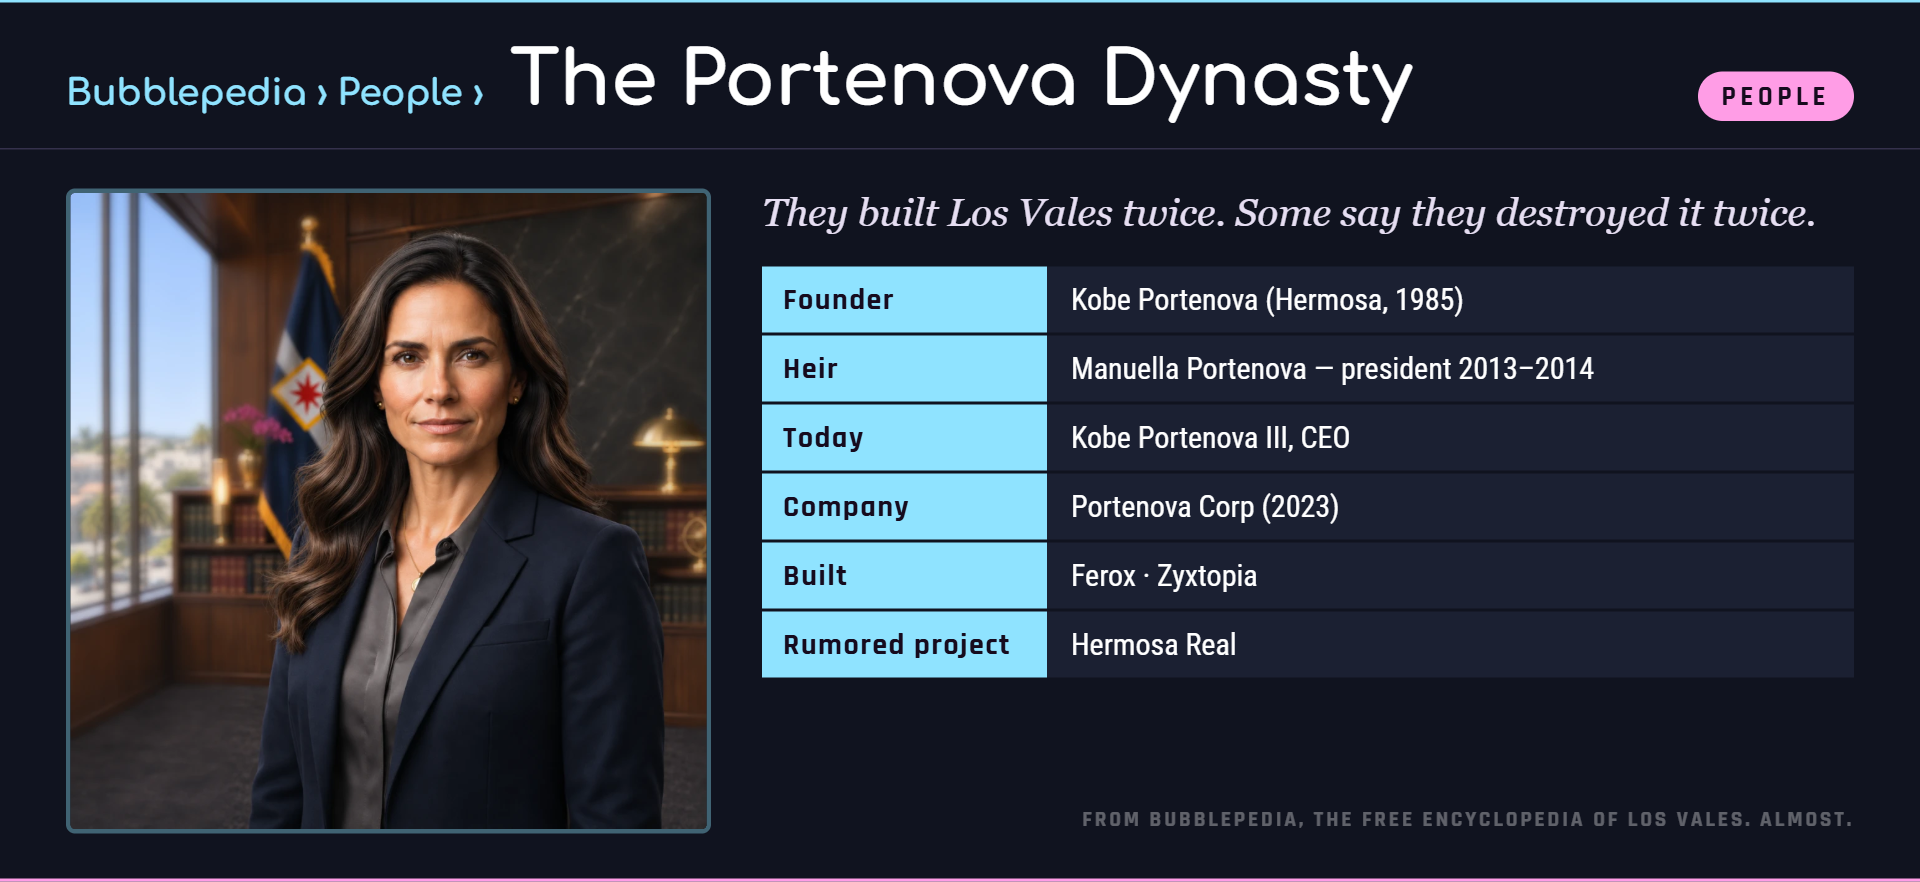 Bubblepedia › People › The Portenova Dynasty
PEOPLE
They built Los Vales twice. Some say they destroyed it twice.
Founder Kobe Portenova (Hermosa, 1985)
Heir Manuella Portenova — president 2013–2014
Today Kobe Portenova III, CEO
Company Portenova Corp (2023)
Built Ferox · Zyxtopia
Rumored project Hermosa Real
FROM BUBBLEPEDIA, THE FREE ENCYCLOPEDIA OF LOS VALES. ALMOST.